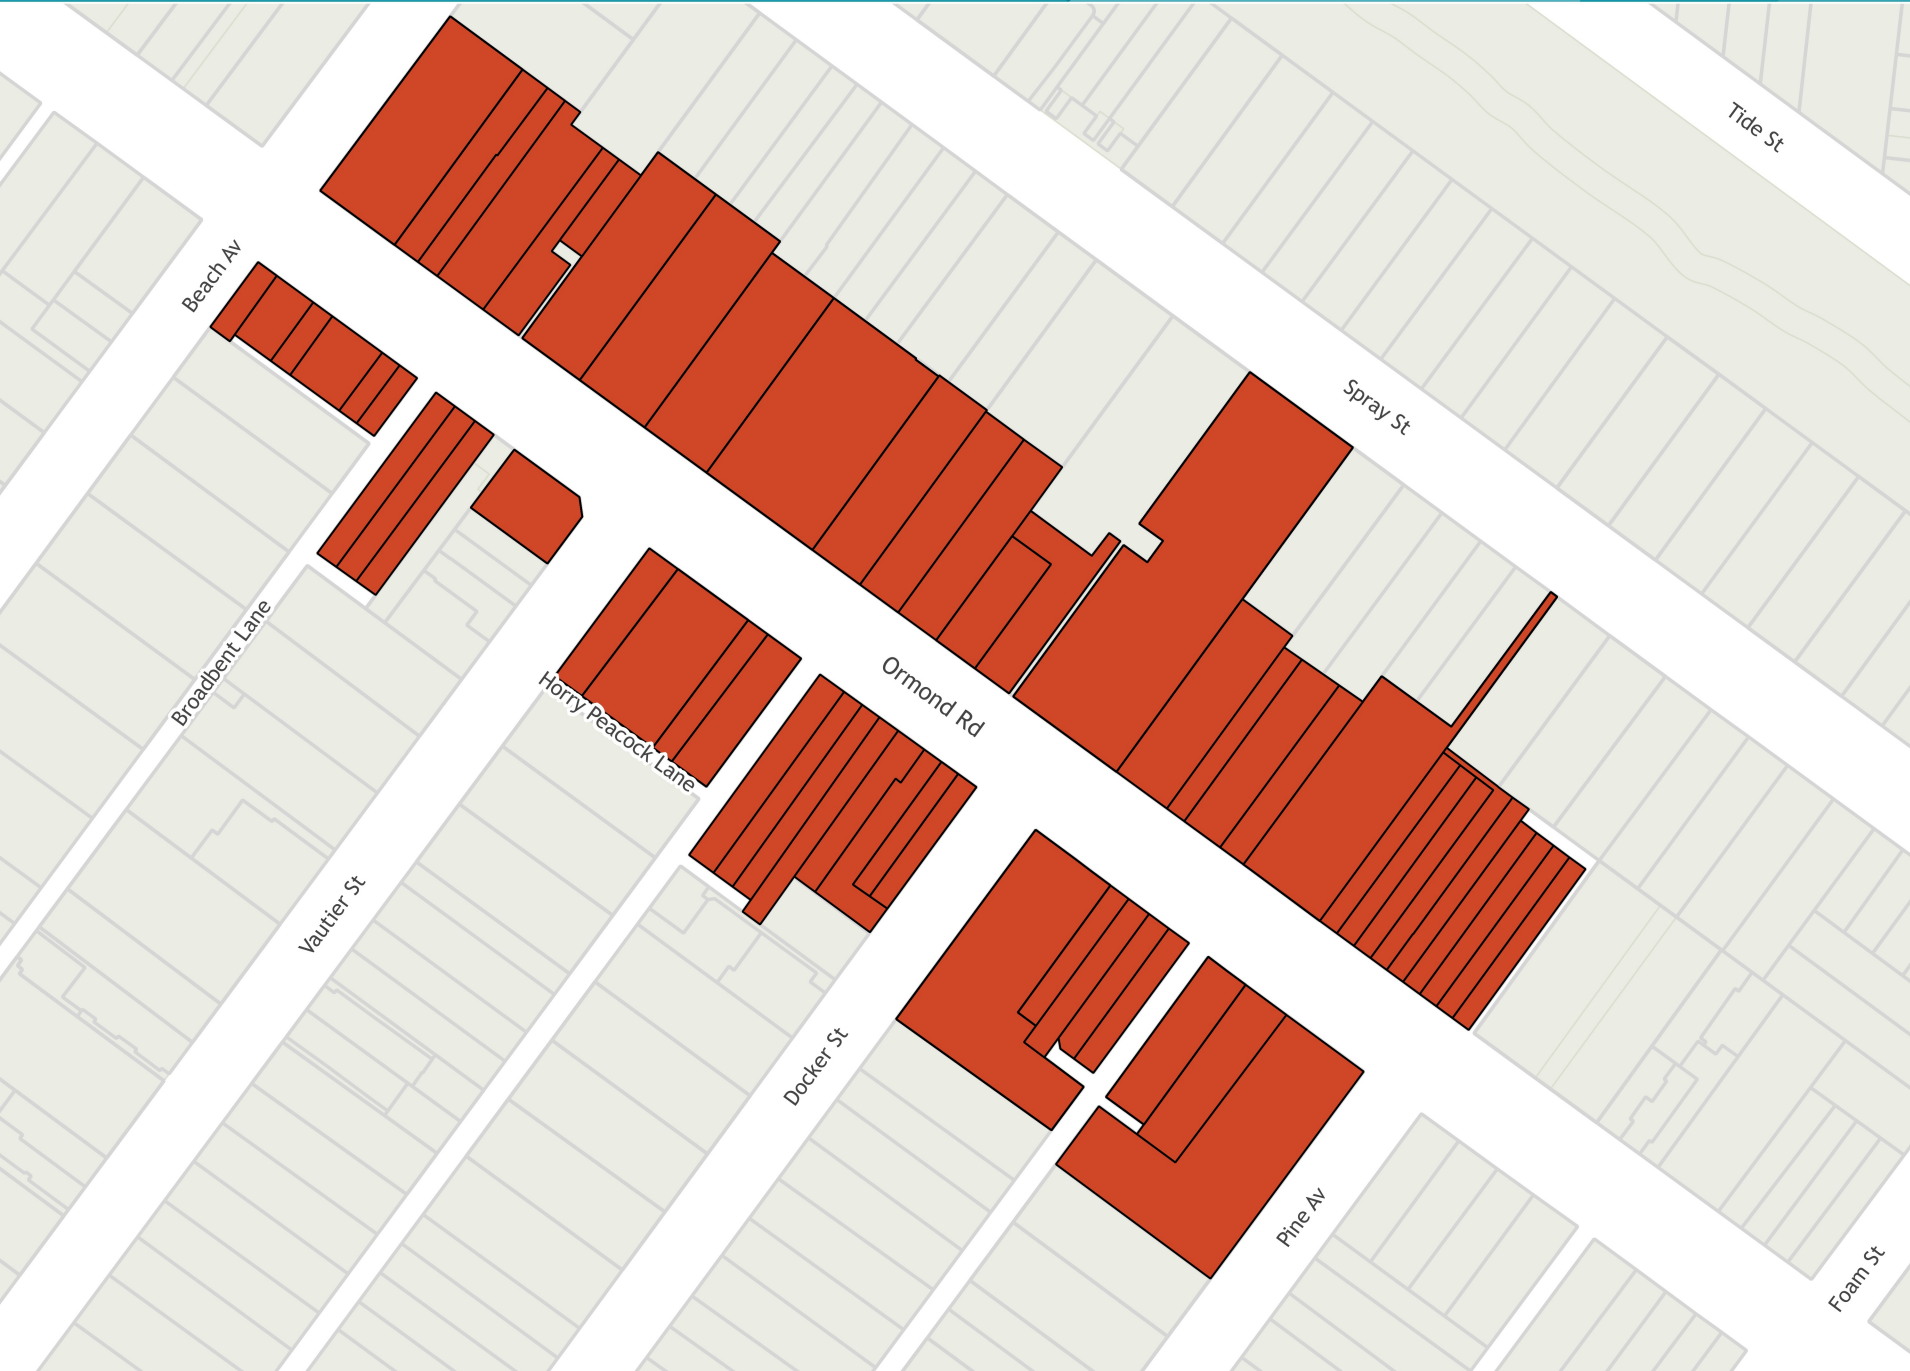 Tide St
Beach Av
Spray St
Broadbent Lane
Ormond Rd
Horry Peacock Lane
Vautier St
Docker St
Pine Av
Foam St